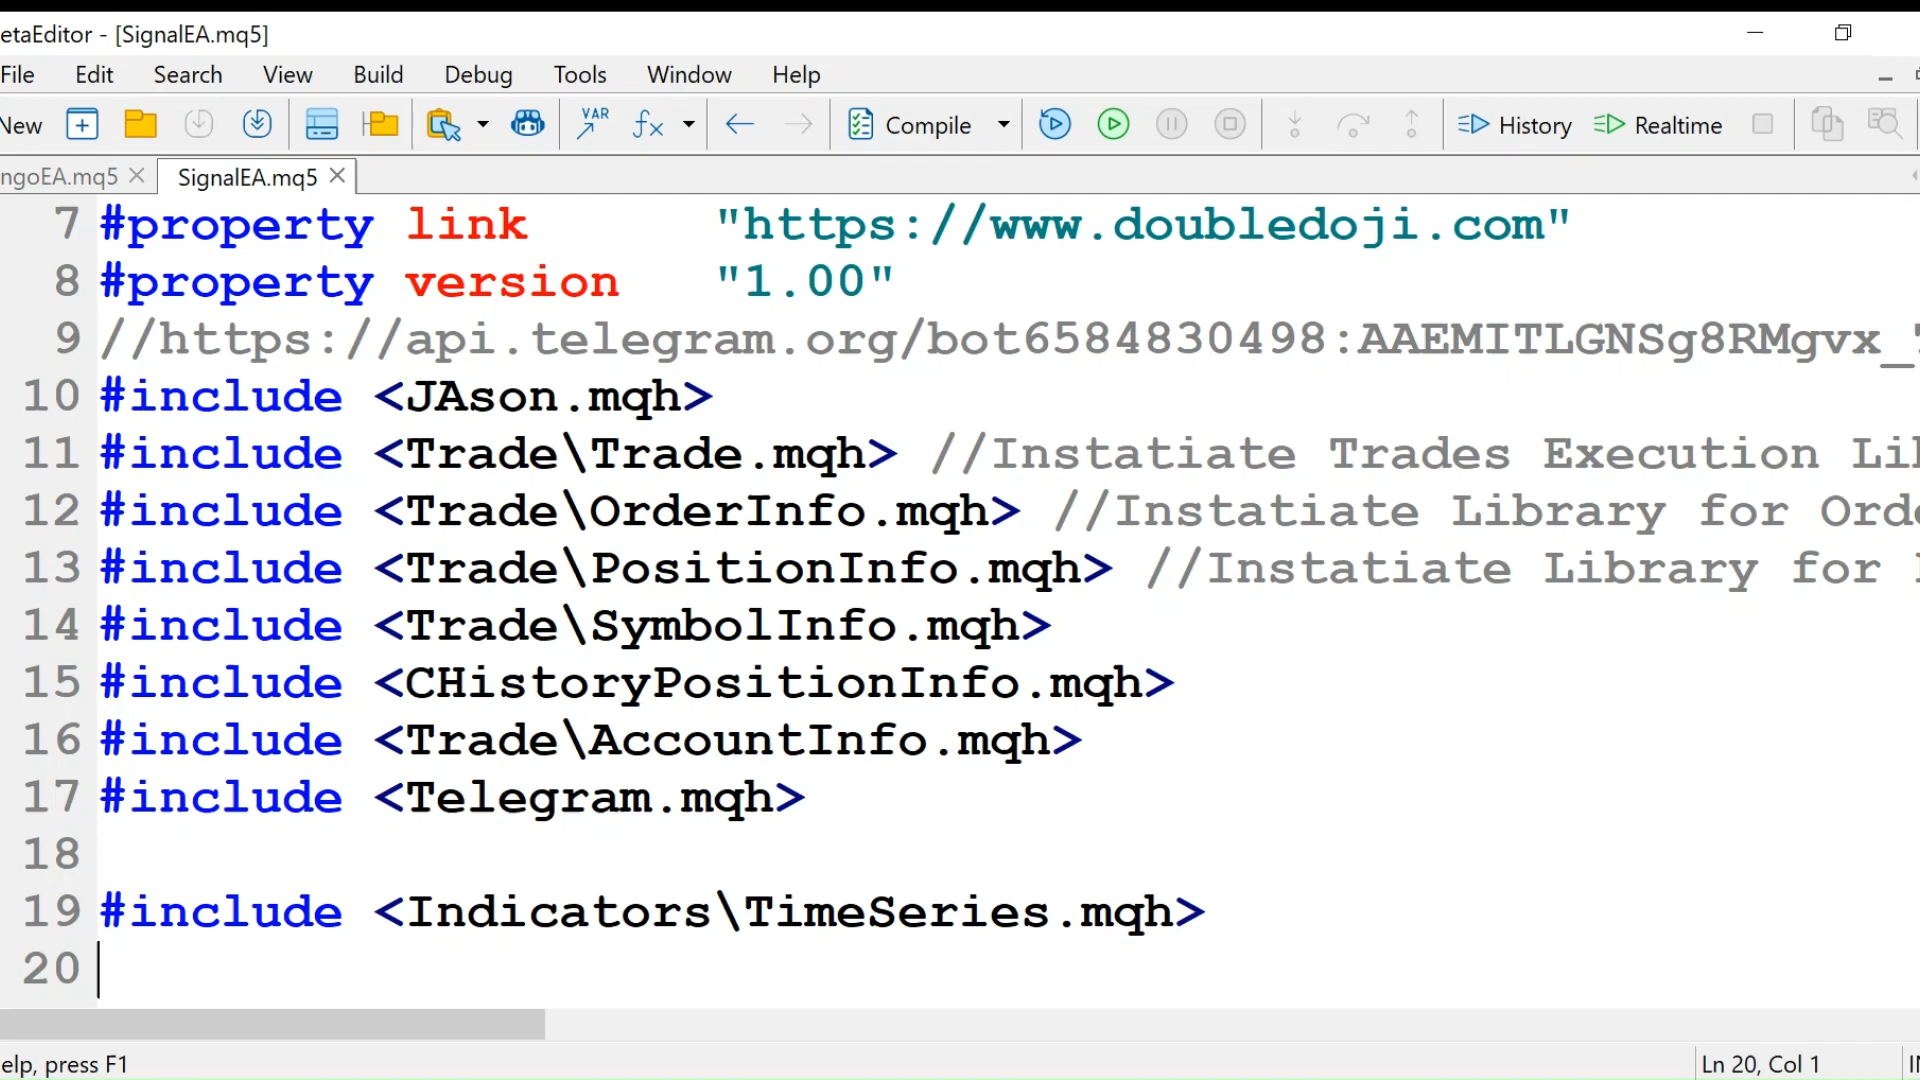 etaEditor - [SignalEA.mq5]
File Edit Search View Build Debug Tools Window Help
New VAR fx Compile History Realtime
ngoEA.mq5 SignalEA.mq5
7 #property link "https://www.doubledoji.com"
8 #property version "1.00"
9 //https://api.telegram.org/bot6584830498:AAEMITLGNSg8RMgvx_
10 #include <JAson.mqh>
11 #include <Trade\Trade.mqh> //Instatiate Trades Execution Li
12 #include <Trade\OrderInfo.mqh> //Instatiate Library for Ord
13 #include <Trade\PositionInfo.mqh> //Instatiate Library for
14 #include <Trade\SymbolInfo.mqh>
15 #include <CHistoryPositionInfo.mqh>
16 #include <Trade\AccountInfo.mqh>
17 #include <Telegram.mqh>
18
19 #include <Indicators\TimeSeries.mqh>
20
elp, press F1 Ln 20, Col 1